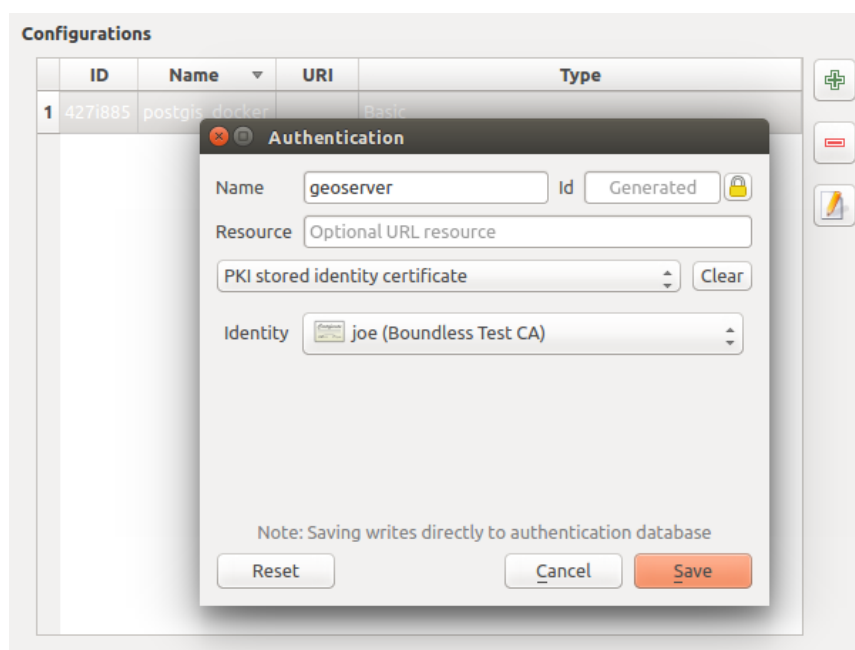 Configurations
ID Name URI Type
1 427i885 postgis_docker Basic
Authentication
Name geoserver Id Generated
Resource Optional URL resource
PKI stored identity certificate Clear
Identity joe (Boundless Test CA)
Note: Saving writes directly to authentication database
Reset Cancel Save